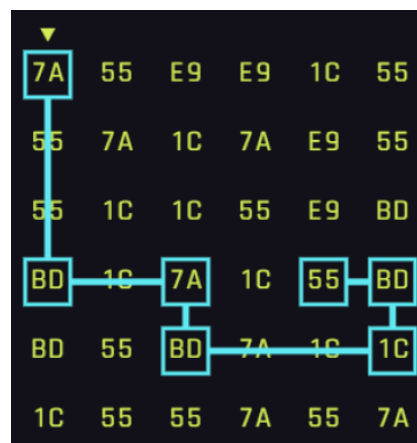 7A 55 E9 E9 1C 55
55 7A 1C 7A E9 55
55 1C 1C 55 E9 BD
BD 1C 7A 1C 55 BD
BD 55 BD 7A 1C 1C
1C 55 55 7A 55 7A